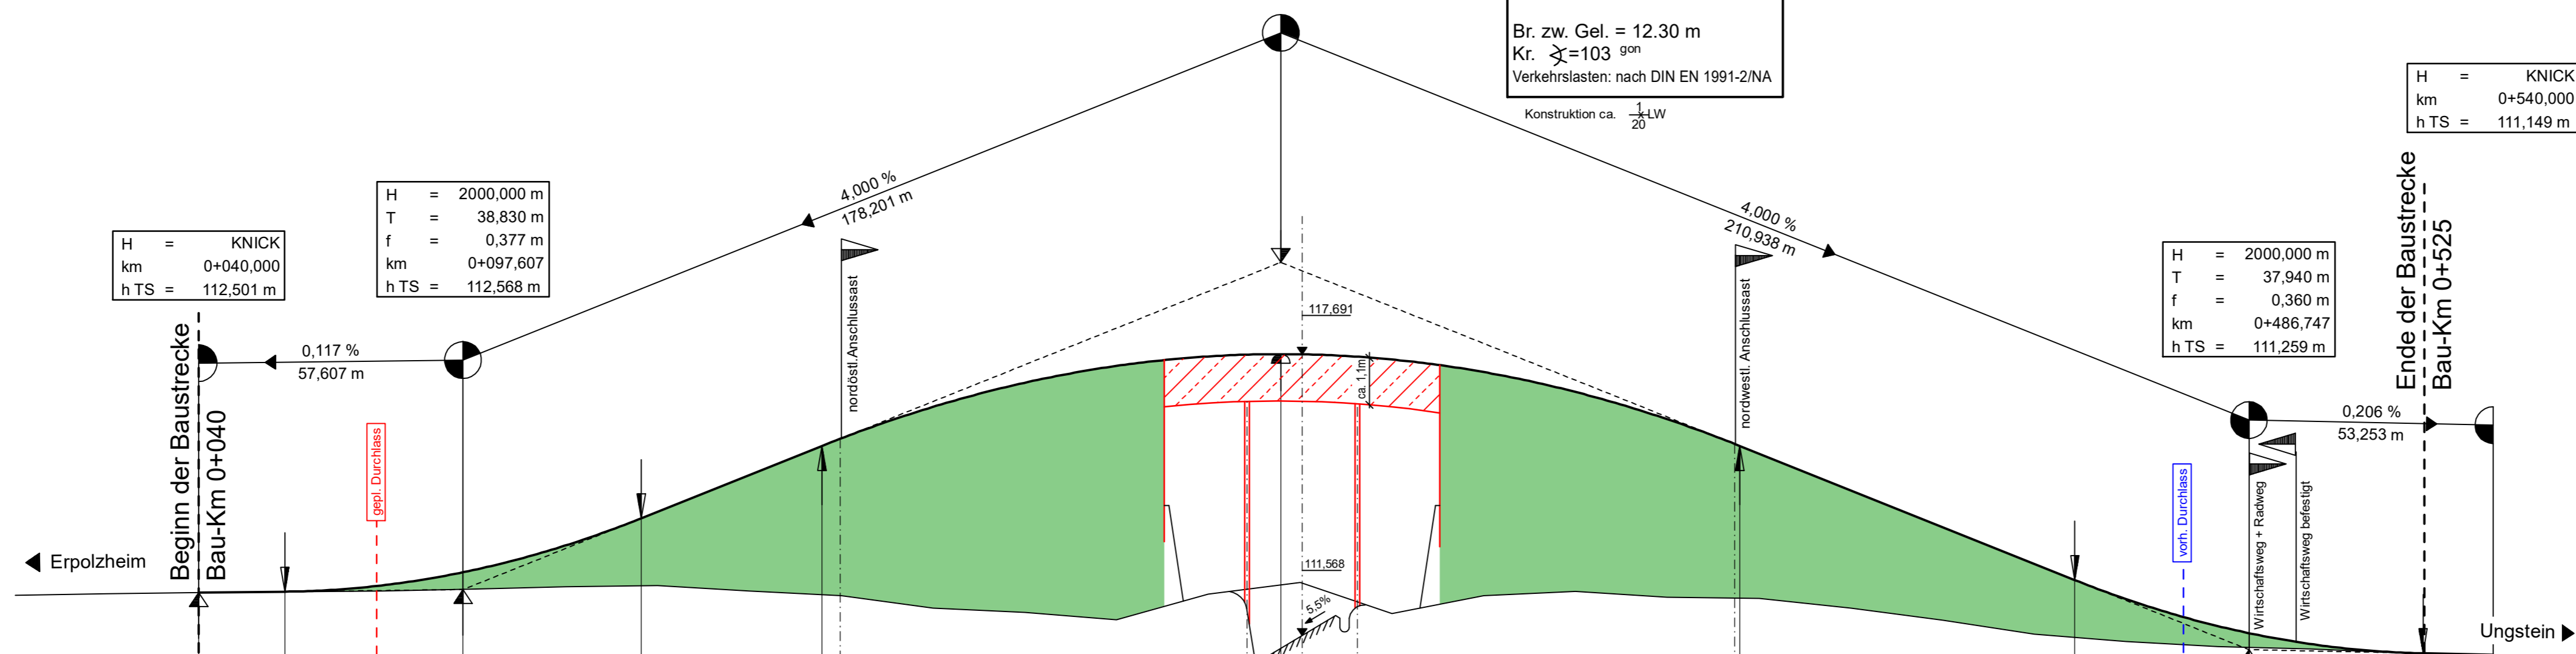 Br. zw. Gel. = 12.30 m
Kr. ∢=103 gon
Verkehrslasten: nach DIN EN 1991-2/NA
Konstruktion ca. 1/20 x LW
H = KNICK
km 0+540,000
h TS = 111,149 m
H = 2000,000 m
T = 38,830 m
f = 0,377 m
km 0+097,607
h TS = 112,568 m
H = KNICK
km 0+040,000
h TS = 112,501 m
4,000 %
178,201 m
4,000 %
210,938 m
H = 2000,000 m
T = 37,940 m
f = 0,360 m
km 0+486,747
h TS = 111,259 m
0,117 %
57,607 m
0,206 %
53,253 m
Beginn der Baustrecke
Bau-Km 0+040
gepl. Durchlass
nordöstl. Anschlussast
117,691
ca. 1,1m
nordwestl. Anschlussast
Ende der Baustrecke
Bau-Km 0+525
vorh. Durchlass
Wirtschaftsweg + Radweg
Wirtschaftsweg befestigt
Erpolzheim
111,568
5,5%
Ungstein